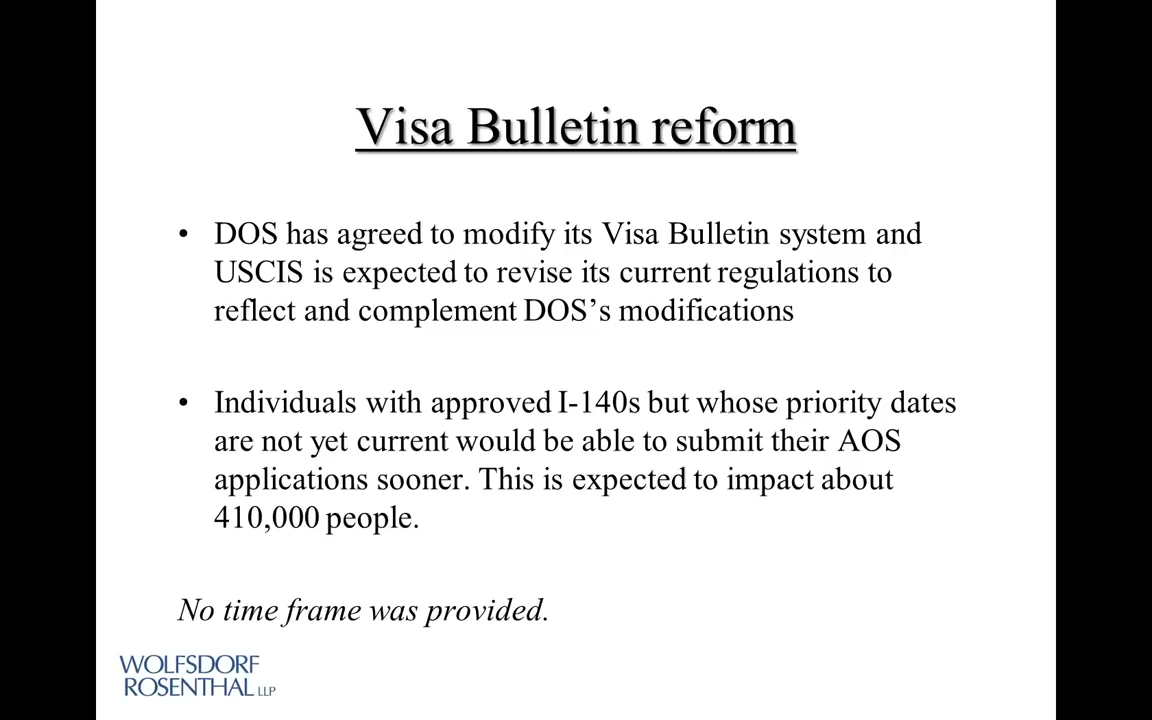 Visa Bulletin reform
• DOS has agreed to modify its Visa Bulletin system and
USCIS is expected to revise its current regulations to
reflect and complement DOS’s modifications
• Individuals with approved I-140s but whose priority dates
are not yet current would be able to submit their AOS
applications sooner. This is expected to impact about
410,000 people.
No time frame was provided.
WOLFSDORF
ROSENTHAL LLP